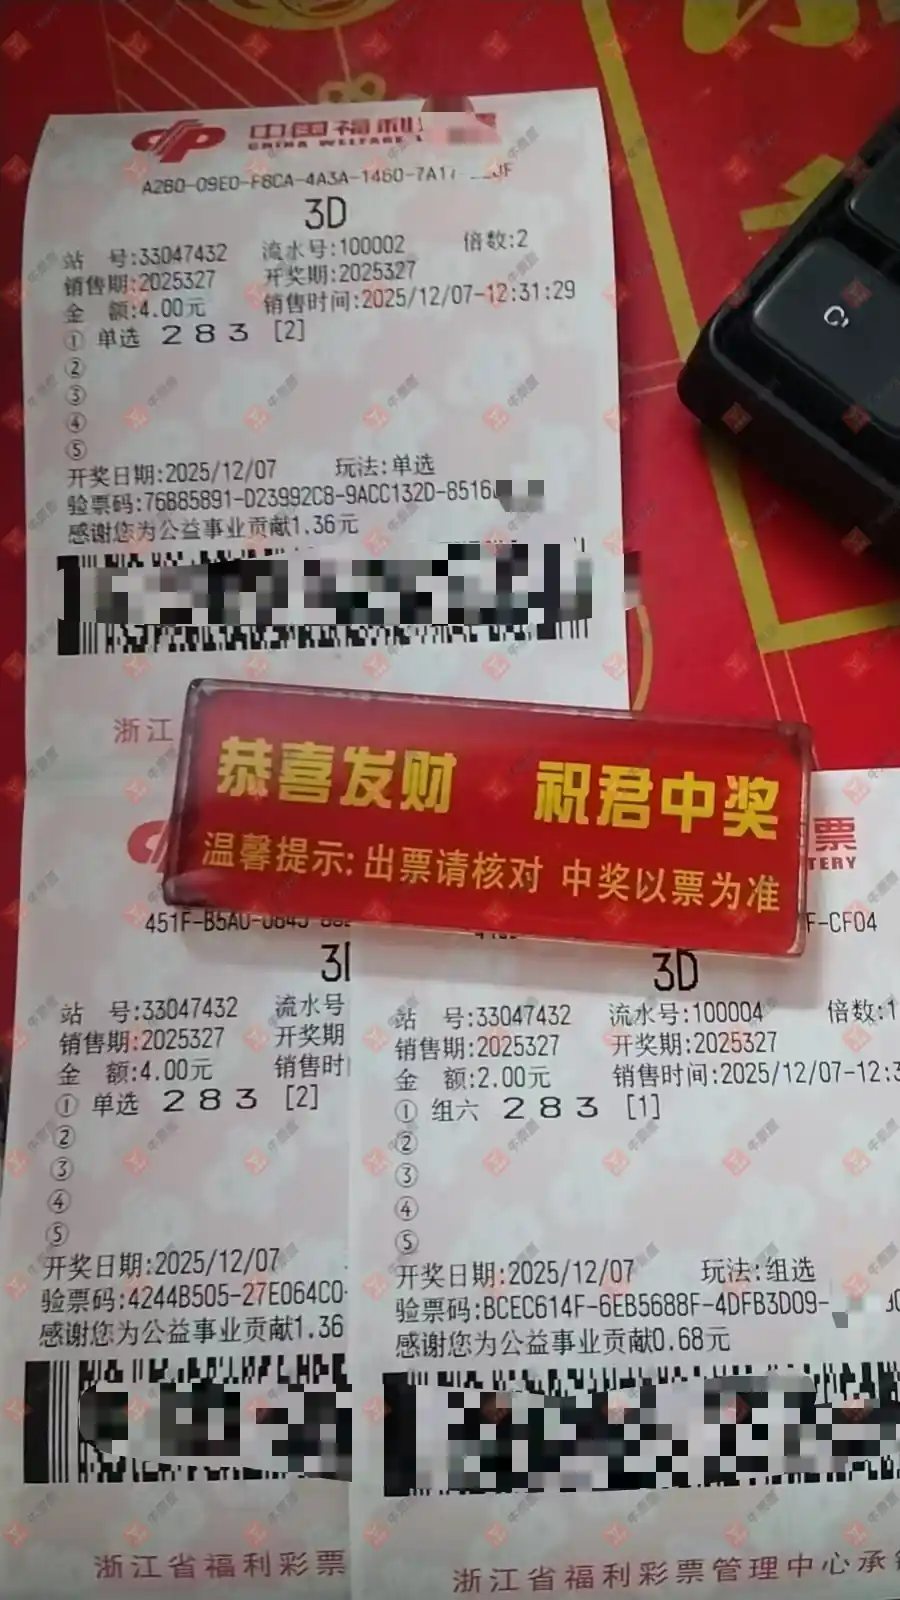 中国福利
CHINA WELFARE L
3D
站 号:33047432 流水号:100002 倍数:2
销售期:2025327 开奖期:2025327
金 额:4.00元 销售时间:2025/12/07-12:31:29
① 单选 2 8 3 [2]
②
③
④
⑤
开奖日期:2025/12/07 玩法:单选
验票码:76B85891-D23992C8-9ACC132D-8516
感谢您为公益事业贡献1.36元
浙江
恭喜发财 祝君中奖
温馨提示:出票请核对 中奖以票为准
票
TERY
站 号:33047432 流水号
销售期:2025327 开奖期
金 额:4.00元 销售时
① 单选 2 8 3 [2]
②
③
④
⑤
开奖日期:2025/12/07
验票码:4244B505-27E064C0-
感谢您为公益事业贡献1.36
浙江省福利彩票
F-CF04
3D
站 号:33047432 流水号:100004 倍数:1
销售期:2025327 开奖期:2025327
金 额:2.00元 销售时间:2025/12/07-12:3
① 组六 2 8 3 [1]
②
③
④
⑤
开奖日期:2025/12/07 玩法:组选
验票码:BCEC614F-6EB5688F-4DFB3D09-
感谢您为公益事业贡献0.68元
浙江省福利彩票管理中心承